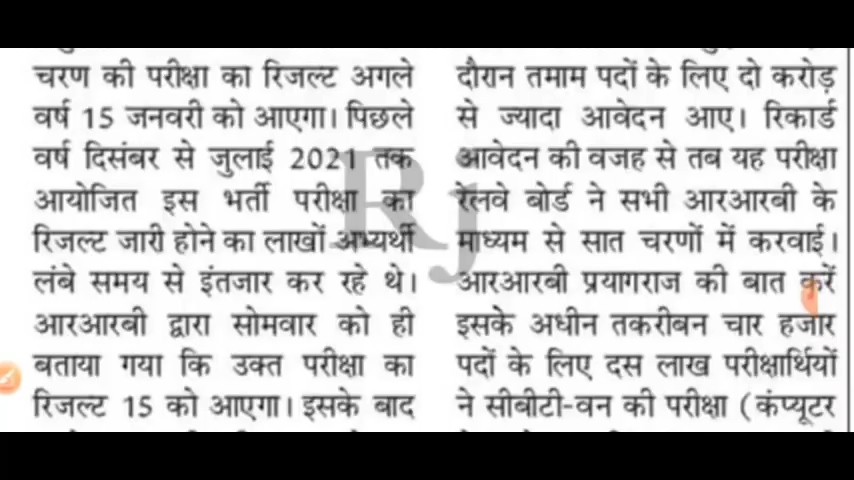 चरण की परीक्षा का रिजल्ट अगले
वर्ष 15 जनवरी को आएगा। पिछले
वर्ष दिसंबर से जुलाई 2021 तक
आयोजित इस भर्ती परीक्षा का
रिजल्ट जारी होने का लाखों अभ्यर्थी
लंबे समय से इंतजार कर रहे थे।
आरआरबी द्वारा सोमवार को ही
बताया गया कि उक्त परीक्षा का
रिजल्ट 15 को आएगा। इसके बाद
दौरान तमाम पदों के लिए दो करोड़
से ज्यादा आवेदन आए। रिकार्ड
आवेदन की वजह से तब यह परीक्षा
रेलवे बोर्ड ने सभी आरआरबी के
माध्यम से सात चरणों में करवाई।
आरआरबी प्रयागराज की बात करें
इसके अधीन तकरीबन चार हजार
पदों के लिए दस लाख परीक्षार्थियों
ने सीबीटी-वन की परीक्षा (कंप्यूटर
Rj